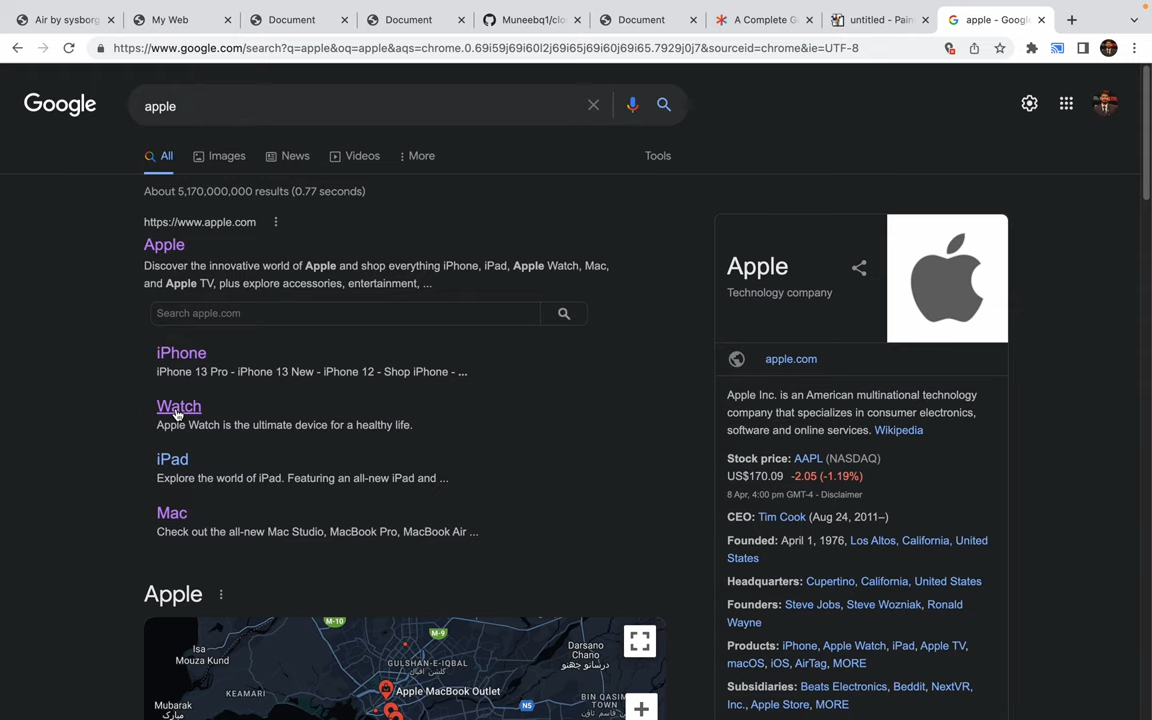 Air by sysborg
My Web
Document
Document
Muneebq1/clo
Document
A Complete G
untitled - Pain
apple - Google
https://www.google.com/search?q=apple&oq=apple&aqs=chrome.0.69i59j69i60l2j69i65j69i60j69i65.7929j0j7&sourceid=chrome&ie=UTF-8
Google
apple
All
Images
News
Videos
More
Tools
About 5,170,000,000 results (0.77 seconds)
https://www.apple.com
Apple
Discover the innovative world of Apple and shop everything iPhone, iPad, Apple Watch, Mac,
and Apple TV, plus explore accessories, entertainment, ...
Search apple.com
iPhone
iPhone 13 Pro - iPhone 13 New - iPhone 12 - Shop iPhone - ...
Watch
Apple Watch is the ultimate device for a healthy life.
iPad
Explore the world of iPad. Featuring an all-new iPad and ...
Mac
Check out the all-new Mac Studio, MacBook Pro, MacBook Air ...
Apple
M-10
M-9
Isa
Youza Kund
GULSHAN-E-IQBAL
گلشنِ اقبال
Darsano
Chano
درسانو چھنو
KEAMARI
Apple MacBook Outlet
Mubarak
مبارک
N5
BIN QASIM
TOWN
Apple
Technology company
apple.com
Apple Inc. is an American multinational technology
company that specializes in consumer electronics,
software and online services. Wikipedia
Stock price: AAPL (NASDAQ)
US$170.09 -2.05 (-1.19%)
8 Apr, 4:00 pm GMT-4 - Disclaimer
CEO: Tim Cook (Aug 24, 2011–)
Founded: April 1, 1976, Los Altos, California, United
States
Headquarters: Cupertino, California, United States
Founders: Steve Jobs, Steve Wozniak, Ronald
Wayne
Products: iPhone, Apple Watch, iPad, Apple TV,
macOS, iOS, AirTag, MORE
Subsidiaries: Beats Electronics, Beddit, NextVR,
Inc., Apple Store, MORE